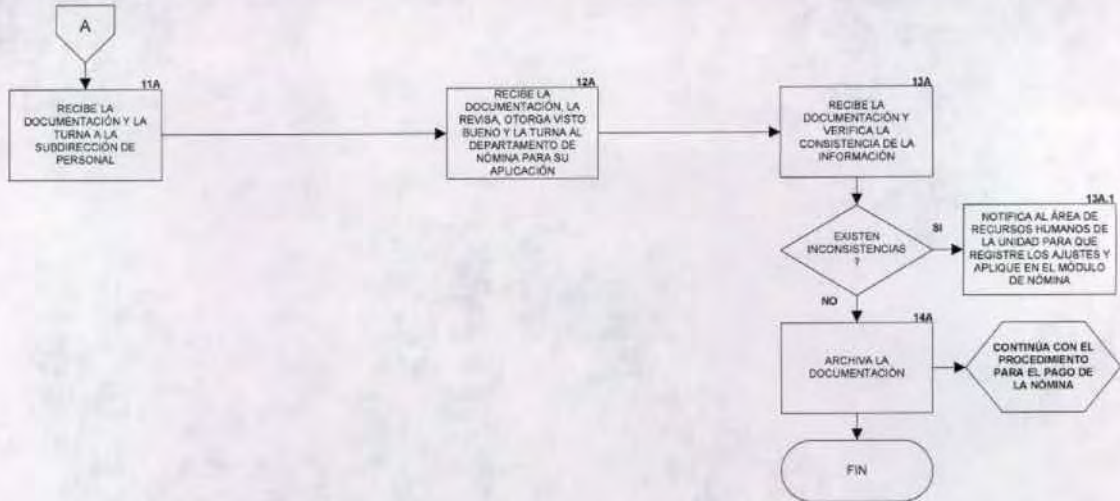 A
11A
RECIBE LA
DOCUMENTACIÓN Y LA
TURNA A LA
SUBDIRECCIÓN DE
PERSONAL
12A
RECIBE LA
DOCUMENTACIÓN, LA
REVISA, OTORGA VISTO
BUENO Y LA TURNA AL
DEPARTAMENTO DE
NÓMINA PARA SU
APLICACIÓN
13A
RECIBE LA
DOCUMENTACIÓN Y
VERIFICA LA
CONSISTENCIA DE LA
INFORMACIÓN
EXISTEN
INCONSISTENCIAS
?
SI
13A.1
NOTIFICA AL ÁREA DE
RECURSOS HUMANOS DE
LA UNIDAD PARA QUE
REGISTRE LOS AJUSTES Y
APLIQUE EN EL MÓDULO
DE NÓMINA
NO
14A
ARCHIVA LA
DOCUMENTACIÓN
CONTINÚA CON EL
PROCEDIMIENTO
PARA EL PAGO DE
LA NÓMINA
FIN